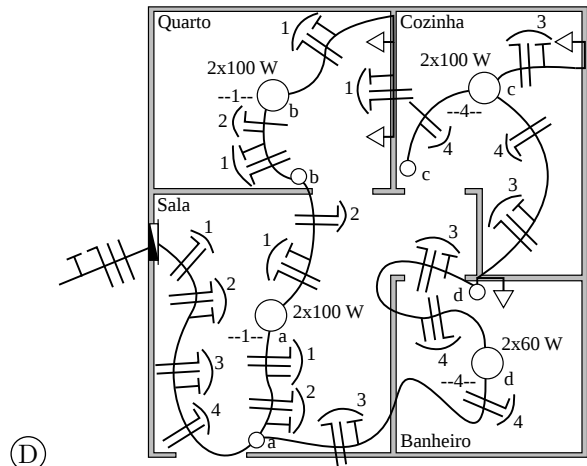 Quarto
Cozinha
1
3
2x100 W
2x100 W
--1--
b
1
c
2
--4--
4
4
1
b
c
Sala
2
3
1
3
1
2
d
2x100 W
--1--
a
2x60 W
1
4
3
--4--
d
2
3
4
4
a
Banheiro
D